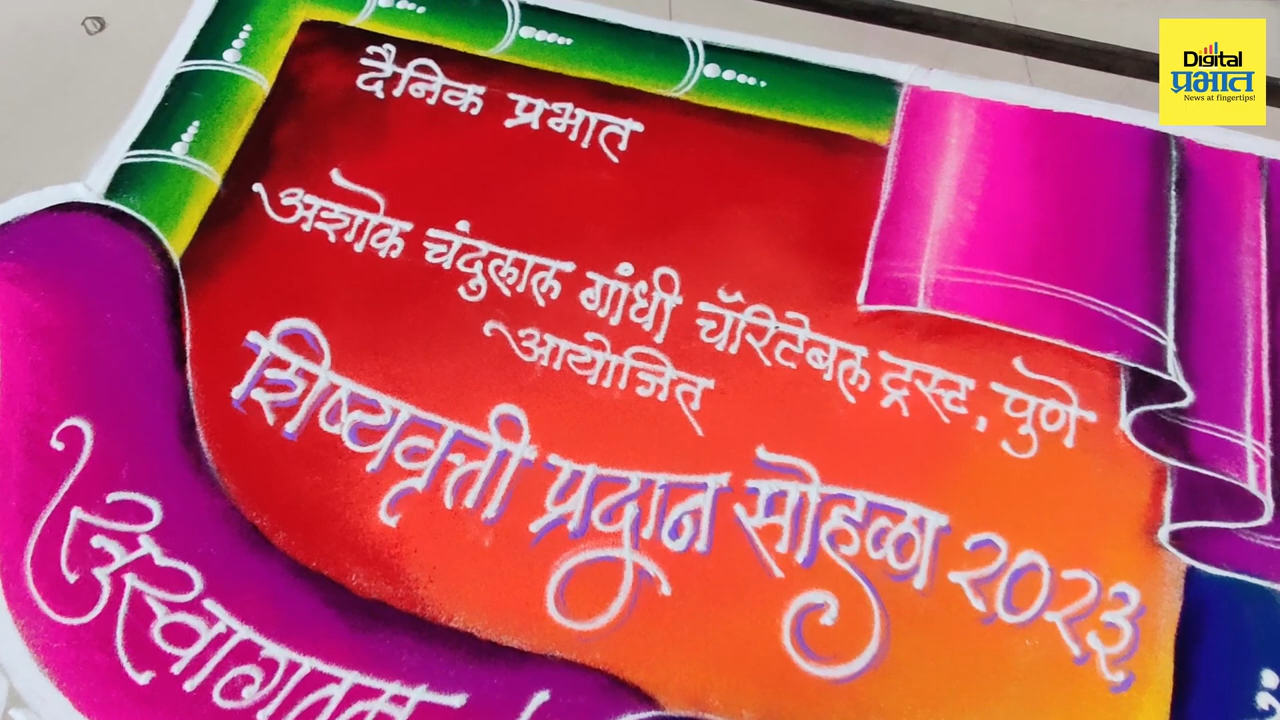 Digital
प्रभात
News at fingertips!
दैनिक प्रभात
अशोक चंदुलाल गांधी चॅरिटेबल ट्रस्ट, पुणे
आयोजित
शिष्यवृत्ती प्रदान सोहळा २०२३
सुस्वागतम